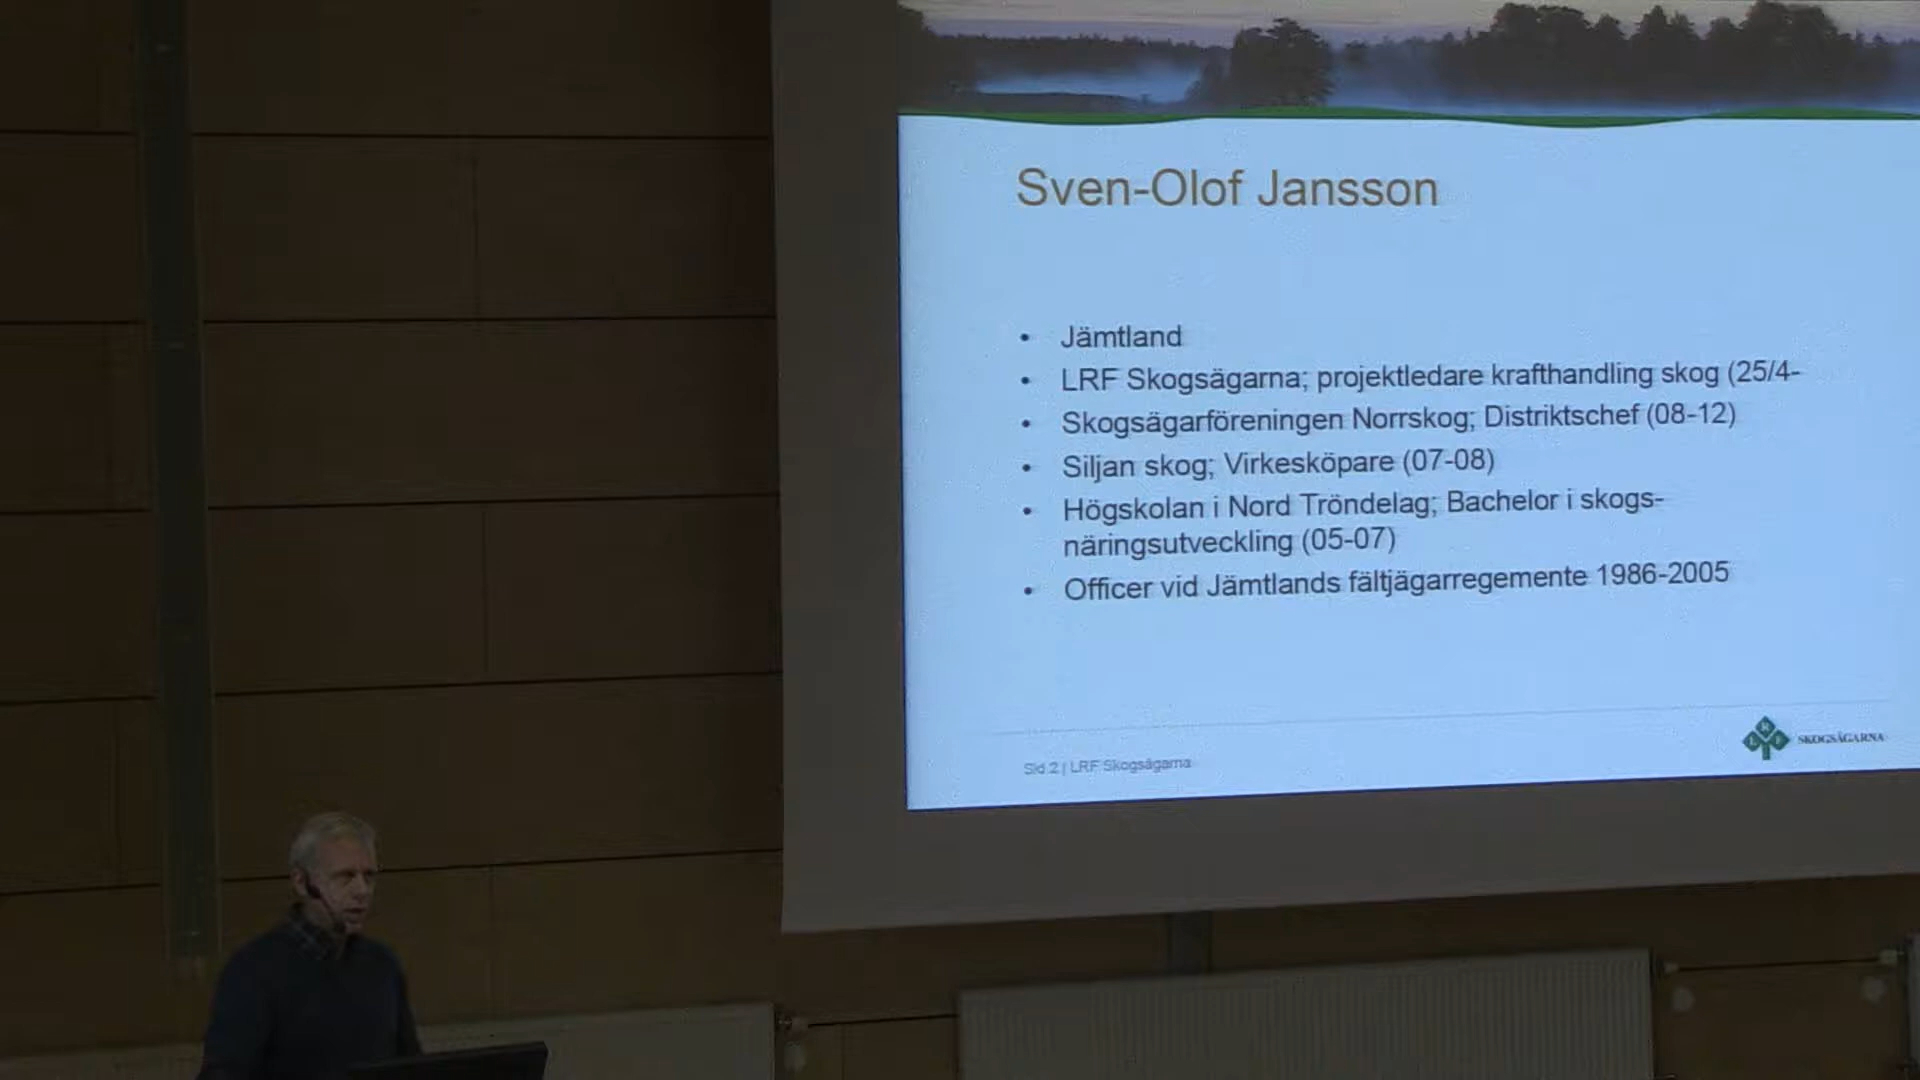 Sven-Olof Jansson
• Jämtland
• LRF Skogsägarna; projektledare krafthandling skog (25/4-
• Skogsägarföreningen Norrskog; Distriktschef (08-12)
• Siljan skog; Virkesköpare (07-08)
• Högskolan i Nord Tröndelag; Bachelor i skogs-
näringsutveckling (05-07)
• Officer vid Jämtlands fältjägarregemente 1986-2005
Sid 2 | LRF Skogsägarna
LRF SKOGSÄGARNA